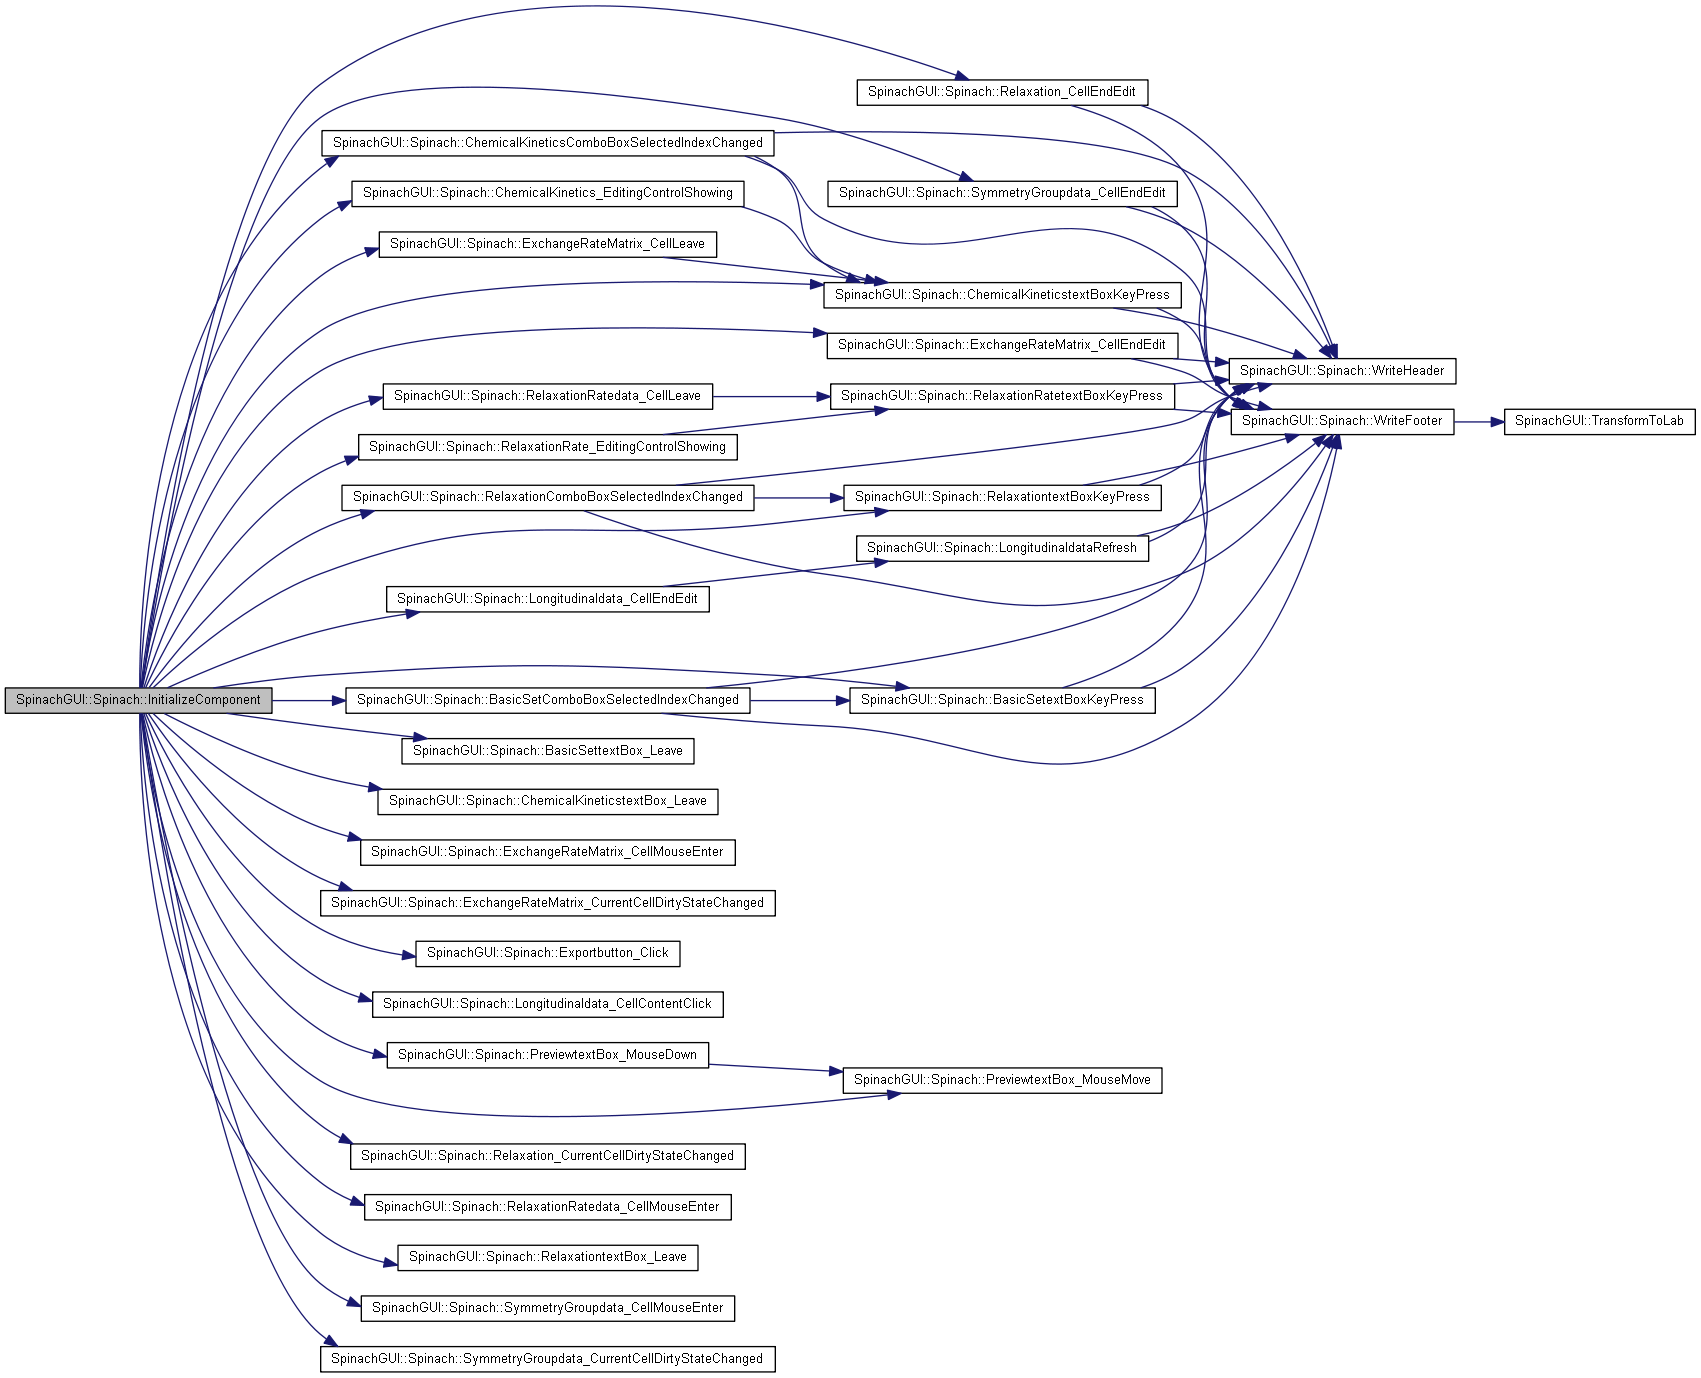 SpinachGUI::Spinach::Relaxation_CellEndEdit
SpinachGUI::Spinach::ChemicalKineticsComboBoxSelectedIndexChanged
SpinachGUI::Spinach::ChemicalKinetics_EditingControlShowing
SpinachGUI::Spinach::SymmetryGroupdata_CellEndEdit
SpinachGUI::Spinach::ExchangeRateMatrix_CellLeave
SpinachGUI::Spinach::ChemicalKineticstextBoxKeyPress
SpinachGUI::Spinach::ExchangeRateMatrix_CellEndEdit
SpinachGUI::Spinach::WriteHeader
SpinachGUI::Spinach::RelaxationRatedata_CellLeave
SpinachGUI::Spinach::RelaxationRatetextBoxKeyPress
SpinachGUI::Spinach::WriteFooter
SpinachGUI::TransformToLab
SpinachGUI::Spinach::RelaxationRate_EditingControlShowing
SpinachGUI::Spinach::RelaxationComboBoxSelectedIndexChanged
SpinachGUI::Spinach::RelaxationtextBoxKeyPress
SpinachGUI::Spinach::LongitudinaldataRefresh
SpinachGUI::Spinach::Longitudinaldata_CellEndEdit
SpinachGUI::Spinach::InitializeComponent
SpinachGUI::Spinach::BasicSetComboBoxSelectedIndexChanged
SpinachGUI::Spinach::BasicSetextBoxKeyPress
SpinachGUI::Spinach::BasicSettextBox_Leave
SpinachGUI::Spinach::ChemicalKineticstextBox_Leave
SpinachGUI::Spinach::ExchangeRateMatrix_CellMouseEnter
SpinachGUI::Spinach::ExchangeRateMatrix_CurrentCellDirtyStateChanged
SpinachGUI::Spinach::Exportbutton_Click
SpinachGUI::Spinach::Longitudinaldata_CellContentClick
SpinachGUI::Spinach::PreviewtextBox_MouseDown
SpinachGUI::Spinach::PreviewtextBox_MouseMove
SpinachGUI::Spinach::Relaxation_CurrentCellDirtyStateChanged
SpinachGUI::Spinach::RelaxationRatedata_CellMouseEnter
SpinachGUI::Spinach::RelaxationtextBox_Leave
SpinachGUI::Spinach::SymmetryGroupdata_CellMouseEnter
SpinachGUI::Spinach::SymmetryGroupdata_CurrentCellDirtyStateChanged